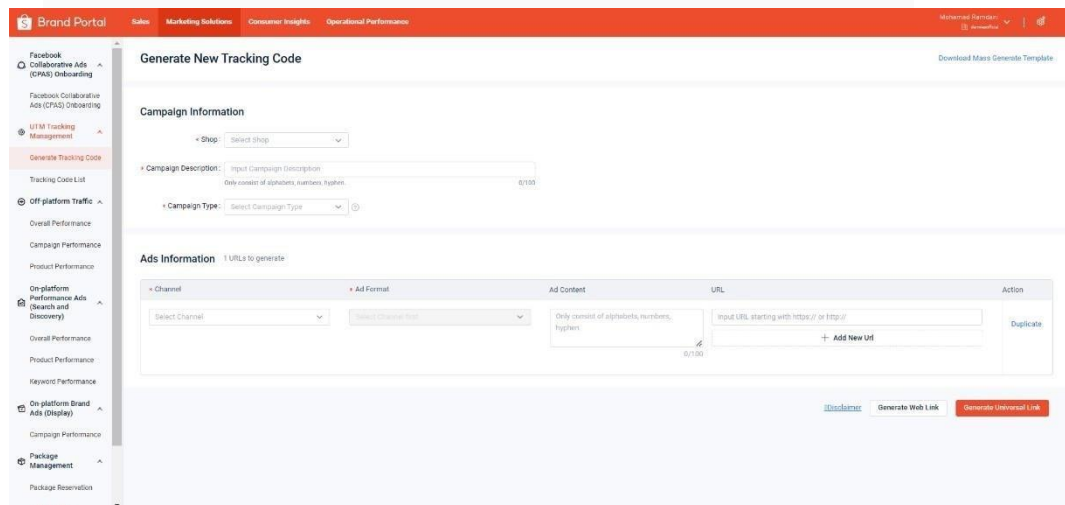 Brand Portal
Sales Marketing Solutions Consumer Insights Operational Performance
Mohamed Ramdani
Facebook
Collaborative Ads
(CPAS) Onboarding
Facebook Collaborative
Ads (CPAS) Onboarding
UTM Tracking
Management
Generate Tracking Code
Tracking Code List
Off-platform Traffic
Overall Performance
Campaign Performance
Product Performance
On-platform
Performance Ads
(Search and
Discovery)
Overall Performance
Product Performance
Keyword Performance
On-platform Brand
Ads (Display)
Campaign Performance
Package
Management
Package Reservation
Generate New Tracking Code
Download Mass Generate Template
Campaign Information
* Shop: Select Shop
* Campaign Description: Input Campaign Description
Only consist of alphabets, numbers, hyphen. 0/100
* Campaign Type: Select Campaign Type
Ads Information 1 URLs to generate
* Channel * Ad Format Ad Content URL Action
Select Channel
Select Channel first
Only consist of alphabets, numbers,
hyphen
0/100
Input URL starting with https:// or http://
+ Add New Url
Duplicate
Disclaimer Generate Web Link Generate Universal Link